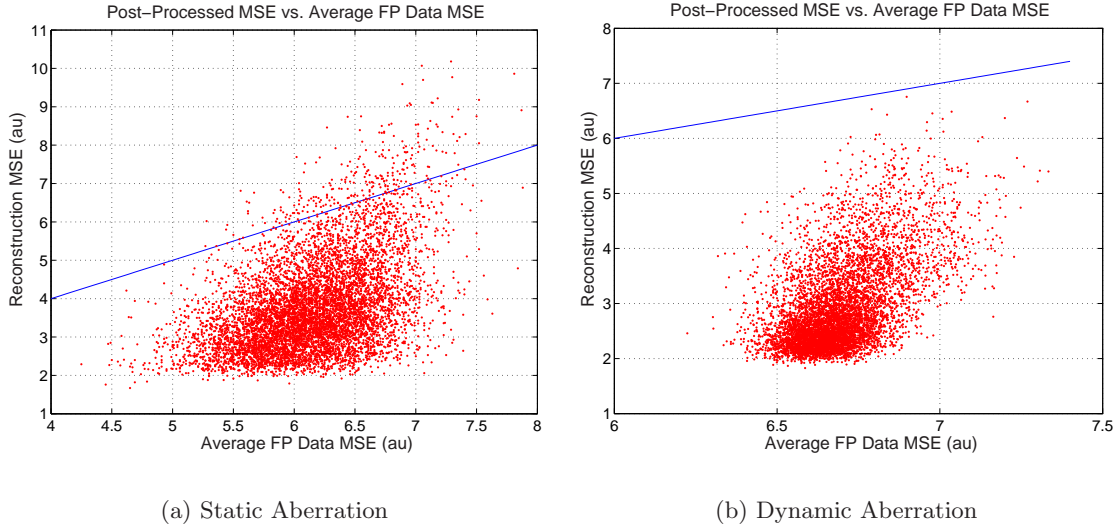 Post-Processed MSE vs. Average FP Data MSE
11
10
9
8
7
6
5
4
3
2
1
Reconstruction MSE (au)
4 4.5 5 5.5 6 6.5 7 7.5 8
Average FP Data MSE (au)
(a) Static Aberration
Post-Processed MSE vs. Average FP Data MSE
8
7
6
5
4
3
2
1
Reconstruction MSE (au)
6 6.5 7 7.5
Average FP Data MSE (au)
(b) Dynamic Aberration